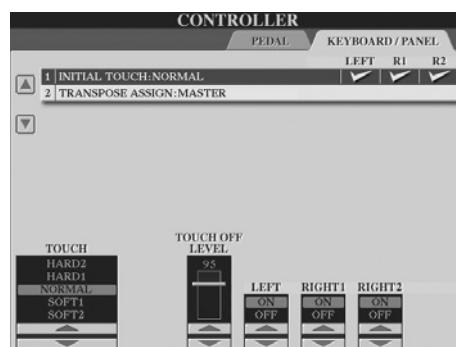 CONTROLLER
PEDAL KEYBOARD / PANEL
LEFT R1 R2
1 INITIAL TOUCH:NORMAL
2 TRANSPOSE ASSIGN:MASTER
TOUCH
HARD2
HARD1
NORMAL
SOFT1
SOFT2
TOUCH OFF
LEVEL
95
LEFT RIGHT1 RIGHT2
ON ON ON
OFF OFF OFF